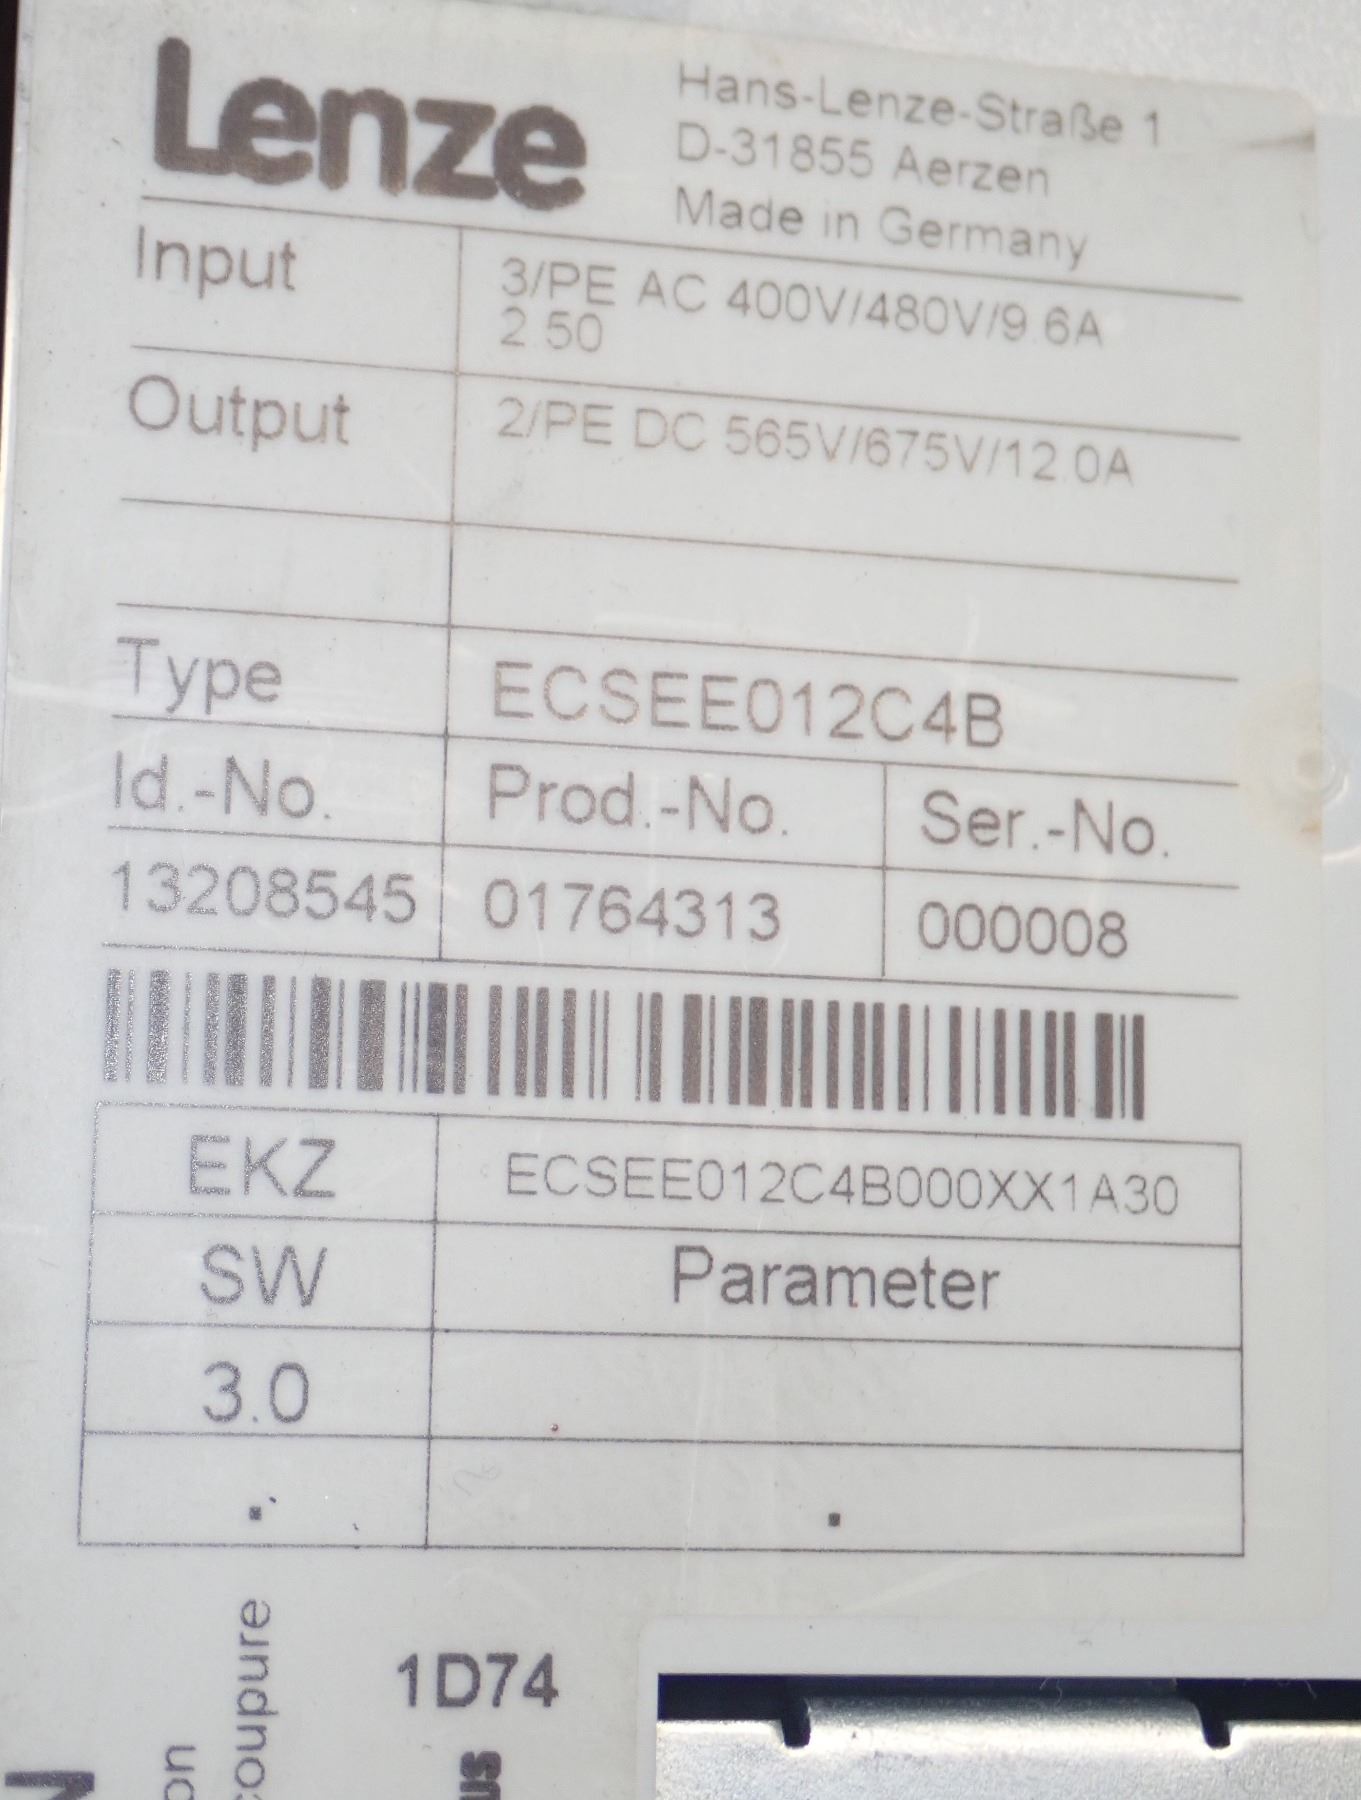 Lenze
Hans-Lenze-Straße 1
D-31855 Aerzen
Made in Germany
Input
3/PE AC 400V/480V/9.6A
2.50
Output
2/PE DC 565V/675V/12.0A
Type
ECSEE012C4B
Id.-No.
Prod.-No.
Ser.-No.
13208545
01764313
000008
EKZ
ECSEE012C4B000XX1A30
SW
Parameter
3.0
.
.
coupure
1D74